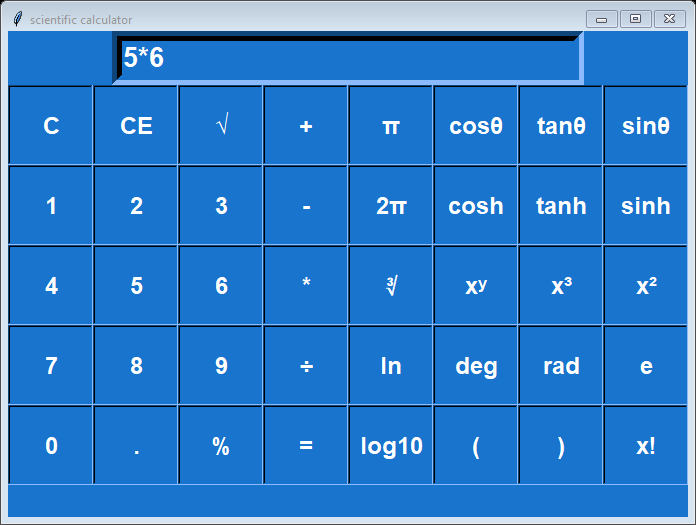 scientific calculator
5*6
C CE √ + π cosθ tanθ sinθ
1 2 3 - 2π cosh tanh sinh
4 5 6 * ∛ xʸ x³ x²
7 8 9 ÷ ln deg rad e
0 . % = log10 ( ) x!